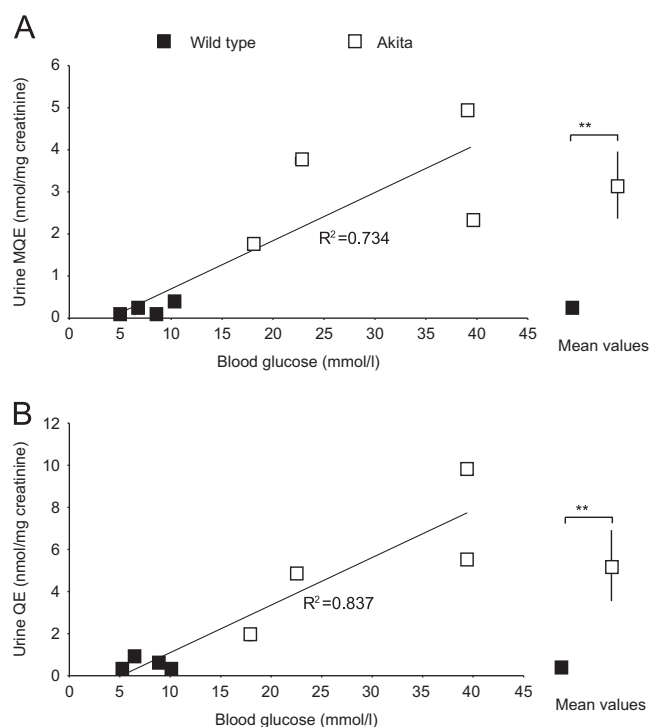 A
Wild type
Akita
Urine MQE (nmol/mg creatinine)
6
5
4
3
2
1
0
**
R²=0.734
0 5 10 15 20 25 30 35 40 45
Blood glucose (mmol/l)
Mean values
B
Urine QE (nmol/mg creatinine)
12
10
8
6
4
2
0
**
R²=0.837
0 5 10 15 20 25 30 35 40 45
Blood glucose (mmol/l)
Mean values